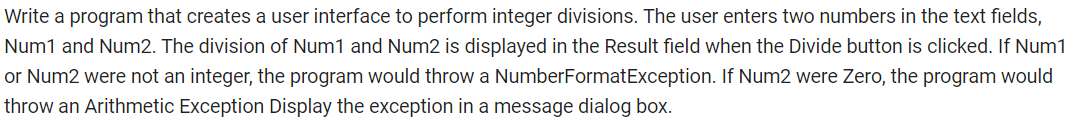 Write a program that creates a user interface to perform integer divisions. The user enters two numbers in the text fields,
Num1 and Num2. The division of Num1 and Num2 is displayed in the Result field when the Divide button is clicked. If Num1
or Num2 were not an integer, the program would throw a NumberFormatException. If Num2 were Zero, the program would
throw an Arithmetic Exception Display the exception in a message dialog box.